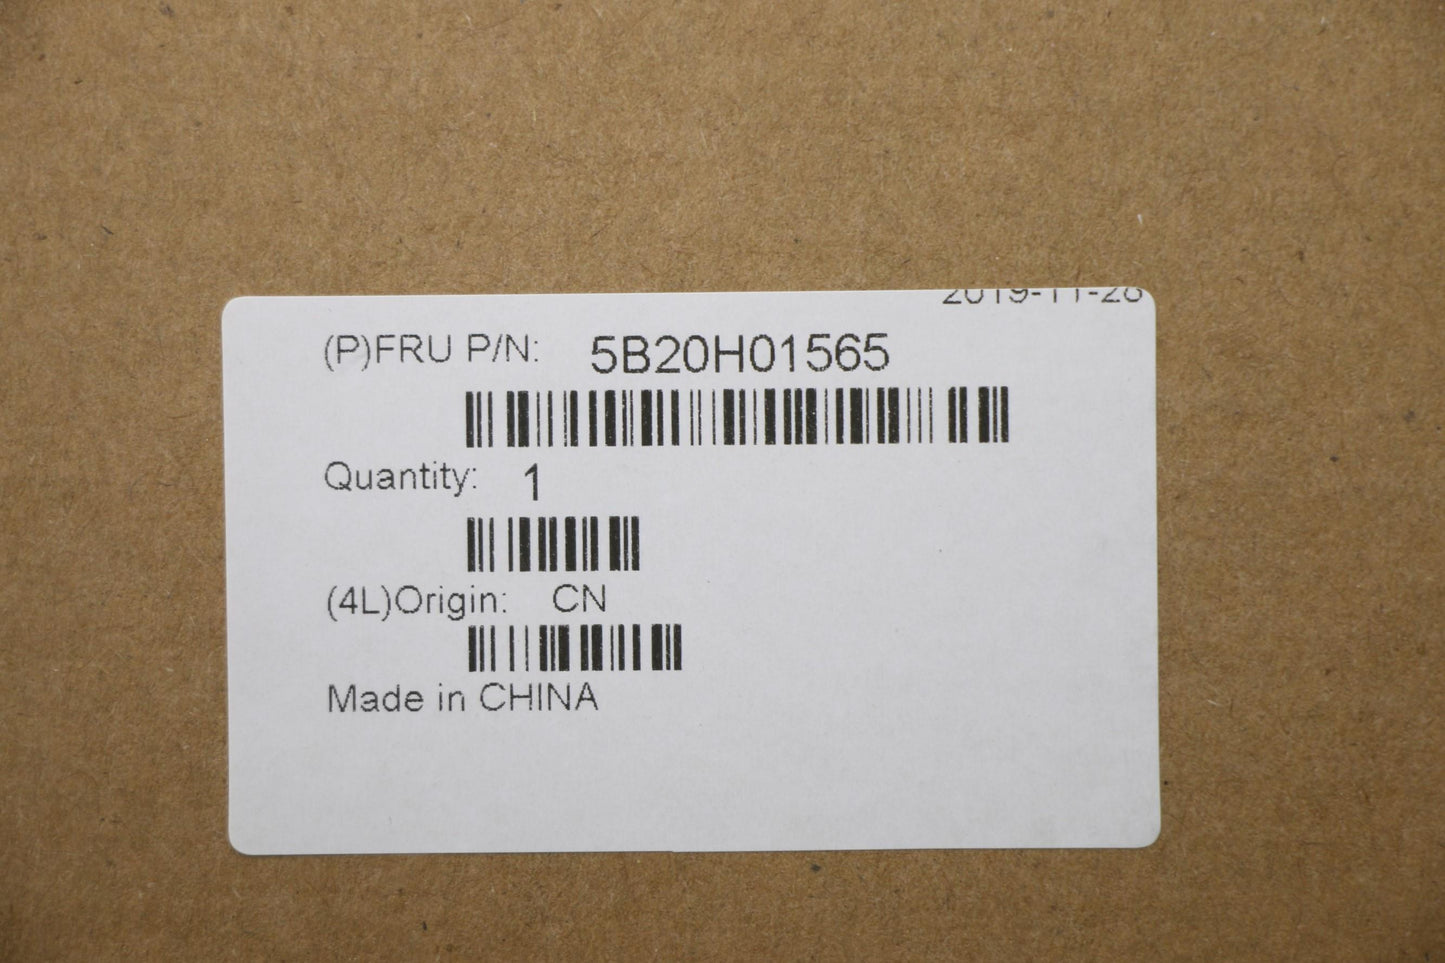 (P)FRU P/N: 5B20H01565
Quantity: 1
(4L)Origin: CN
Made in CHINA